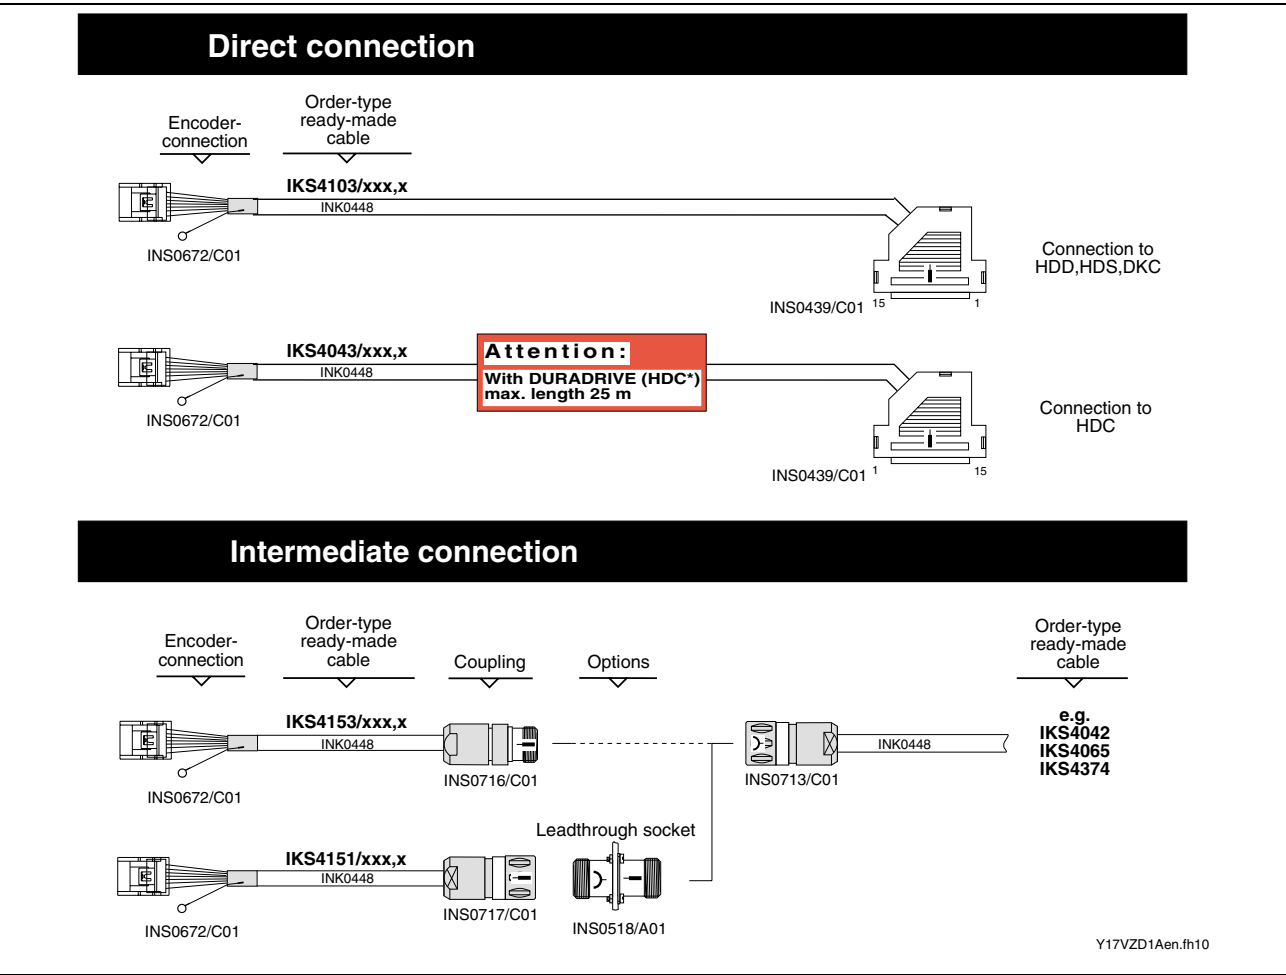 Direct connection
Encoder-
connection
Order-type
ready-made
cable
IKS4103/xxx,x
INK0448
INS0672/C01
INS0439/C01
15
1
Connection to
HDD,HDS,DKC
IKS4043/xxx,x
INK0448
Attention:
With DURADRIVE (HDC*)
max. length 25 m
INS0672/C01
INS0439/C01
1
15
Connection to
HDC
Intermediate connection
Encoder-
connection
Order-type
ready-made
cable
Coupling
Options
Order-type
ready-made
cable
IKS4153/xxx,x
INK0448
INS0672/C01
INS0716/C01
INS0713/C01
INK0448
e.g.
IKS4042
IKS4065
IKS4374
Leadthrough socket
IKS4151/xxx,x
INK0448
INS0672/C01
INS0717/C01
INS0518/A01
Y17VZD1Aen.fh10